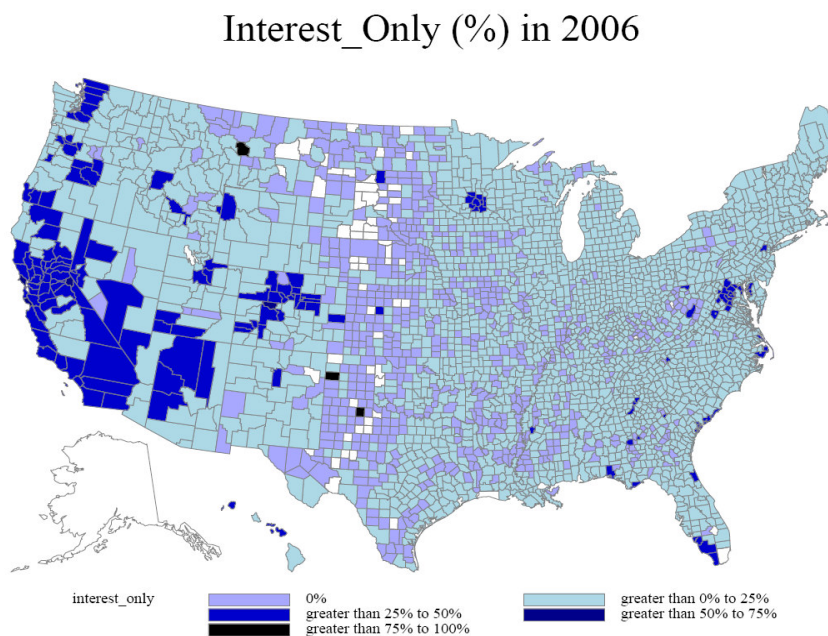 Interest_Only (%) in 2006
interest_only
0%
greater than 0% to 25%
greater than 25% to 50%
greater than 50% to 75%
greater than 75% to 100%